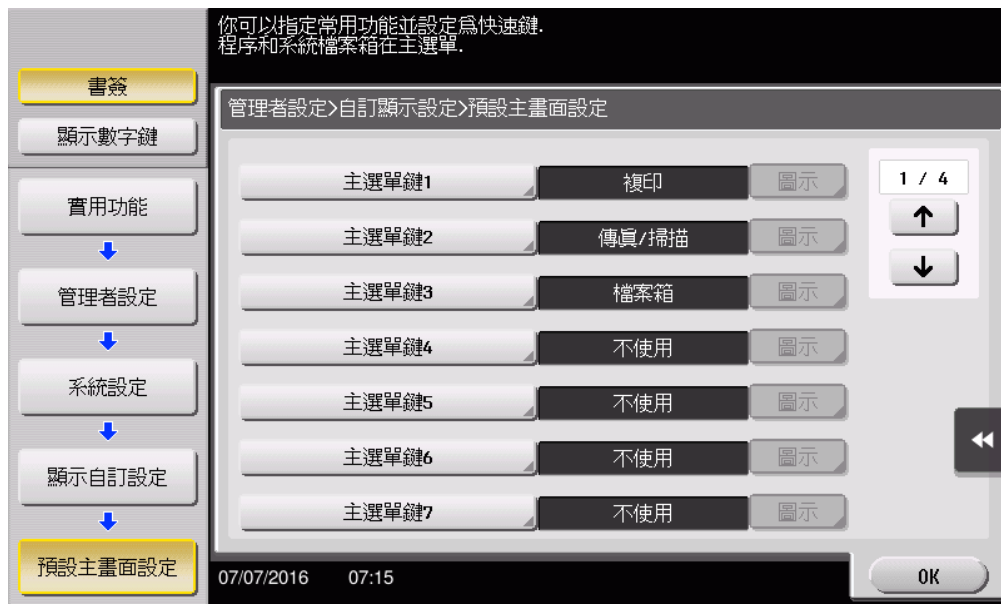 你可以指定常用功能並設定爲快速鍵.
程序和系統檔案箱在主選單.
書簽
顯示數字鍵
實用功能
管理者設定
系統設定
顯示自訂設定
預設主畫面設定
管理者設定>自訂顯示設定>預設主畫面設定
主選單鍵1 複印 圖示
主選單鍵2 傳眞/掃描 圖示
主選單鍵3 檔案箱 圖示
主選單鍵4 不使用 圖示
主選單鍵5 不使用 圖示
主選單鍵6 不使用 圖示
主選單鍵7 不使用 圖示
1 / 4
07/07/2016 07:15
OK